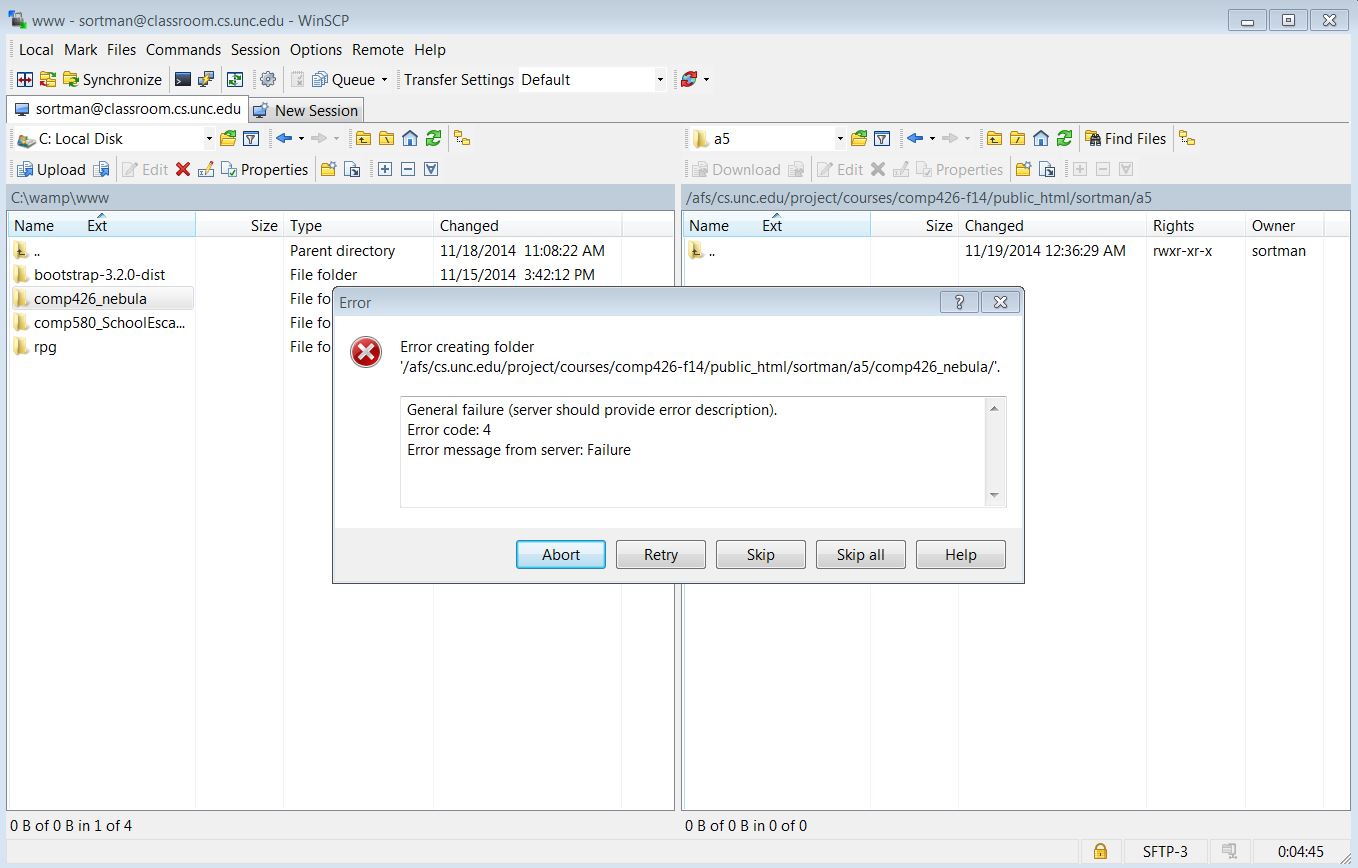 www - sortman@classroom.cs.unc.edu - WinSCP
Local Mark Files Commands Session Options Remote Help
Synchronize Queue Transfer Settings Default
sortman@classroom.cs.unc.edu New Session
C: Local Disk
Upload Edit Properties
C:\wamp\www
Name Ext Size Type Changed
.. Parent directory 11/18/2014 11:08:22 AM
bootstrap-3.2.0-dist File folder 11/15/2014 3:42:12 PM
comp426_nebula File fo
comp580_SchoolEsca... File fo
rpg File fo
0 B of 0 B in 1 of 4
a5 Find Files
Download Edit Properties
/afs/cs.unc.edu/project/courses/comp426-f14/public_html/sortman/a5
Name Ext Size Changed Rights Owner
.. 11/19/2014 12:36:29 AM rwxr-xr-x sortman
0 B of 0 B in 0 of 0
Error
?
Error creating folder
'/afs/cs.unc.edu/project/courses/comp426-f14/public_html/sortman/a5/comp426_nebula/'.
General failure (server should provide error description).
Error code: 4
Error message from server: Failure
Abort Retry Skip Skip all Help
SFTP-3 0:04:45